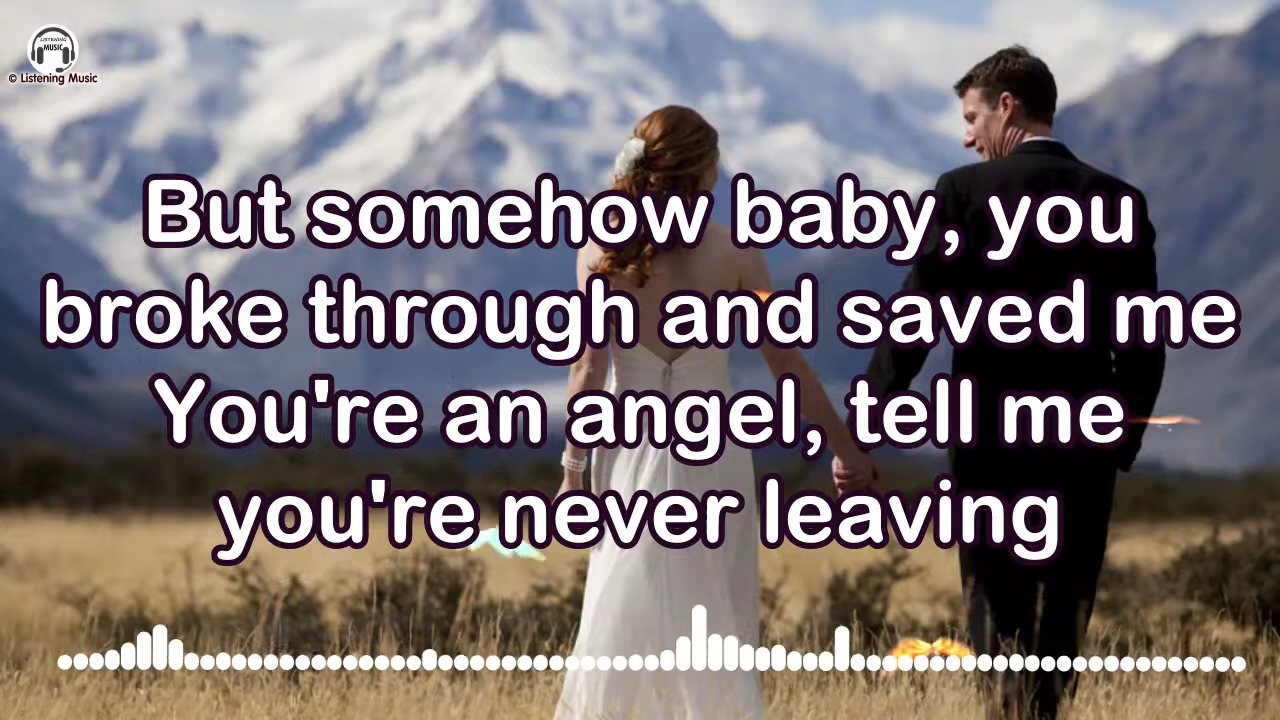 LISTENING
MUSIC
© Listening Music
But somehow baby, you
broke through and saved me
You're an angel, tell me
you're never leaving